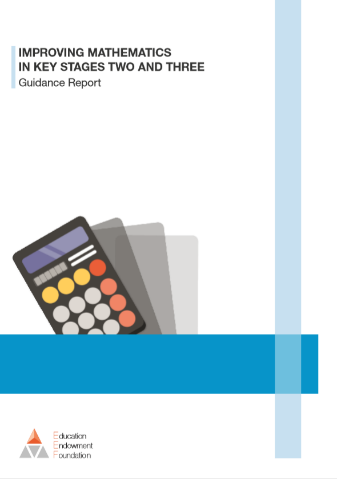 IMPROVING MATHEMATICS
IN KEY STAGES TWO AND THREE
Guidance Report
Education
Endowment
Foundation